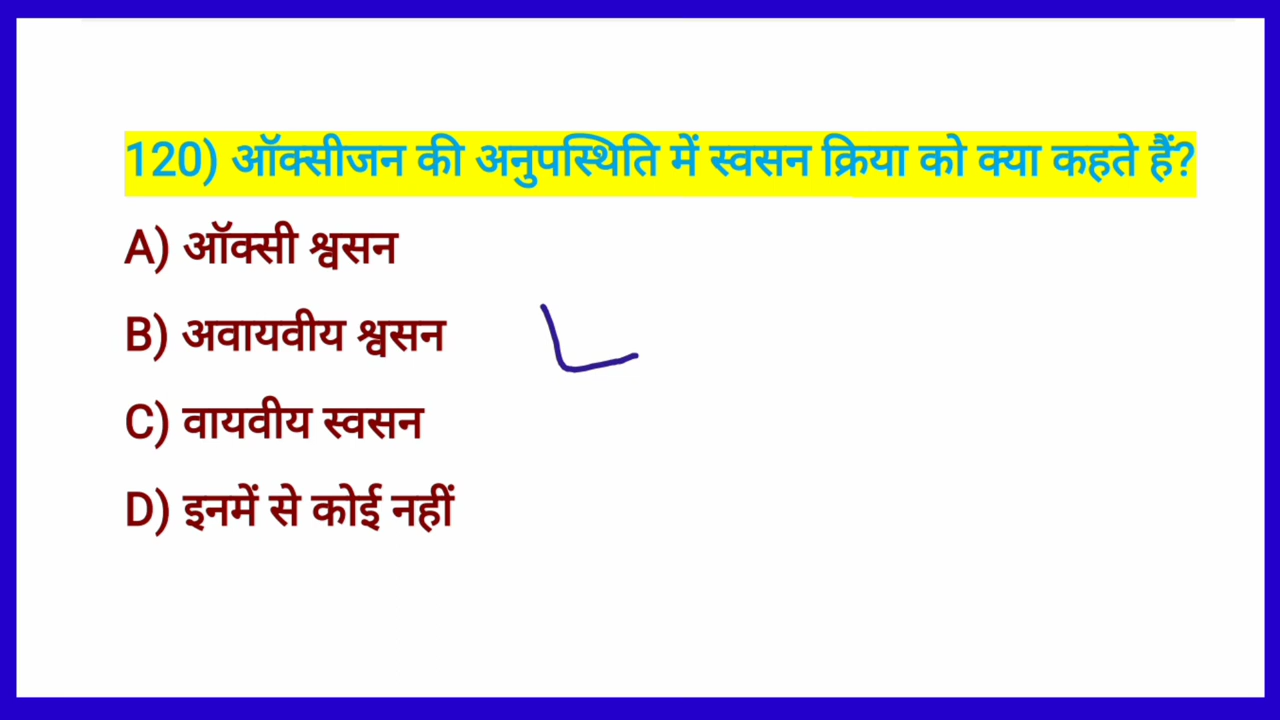 120) ऑक्सीजन की अनुपस्थिति में स्वसन क्रिया को क्या कहते हैं?
A) ऑक्सी श्वसन
B) अवायवीय श्वसन
C) वायवीय स्वसन
D) इनमें से कोई नहीं